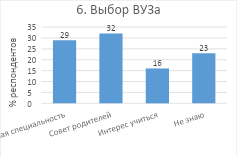 6. Выбор ВУЗа
% респондентов
35
30
25
20
15
10
5
0
29
32
16
23
специальность
Совет родителей
Интерес учиться
Не знаю